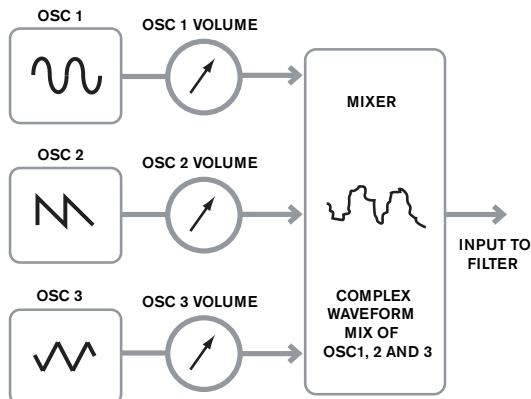 OSC 1
OSC 1 VOLUME
MIXER
OSC 2
OSC 2 VOLUME
INPUT TO
FILTER
OSC 3
OSC 3 VOLUME
COMPLEX
WAVEFORM
MIX OF
OSC1, 2 AND 3